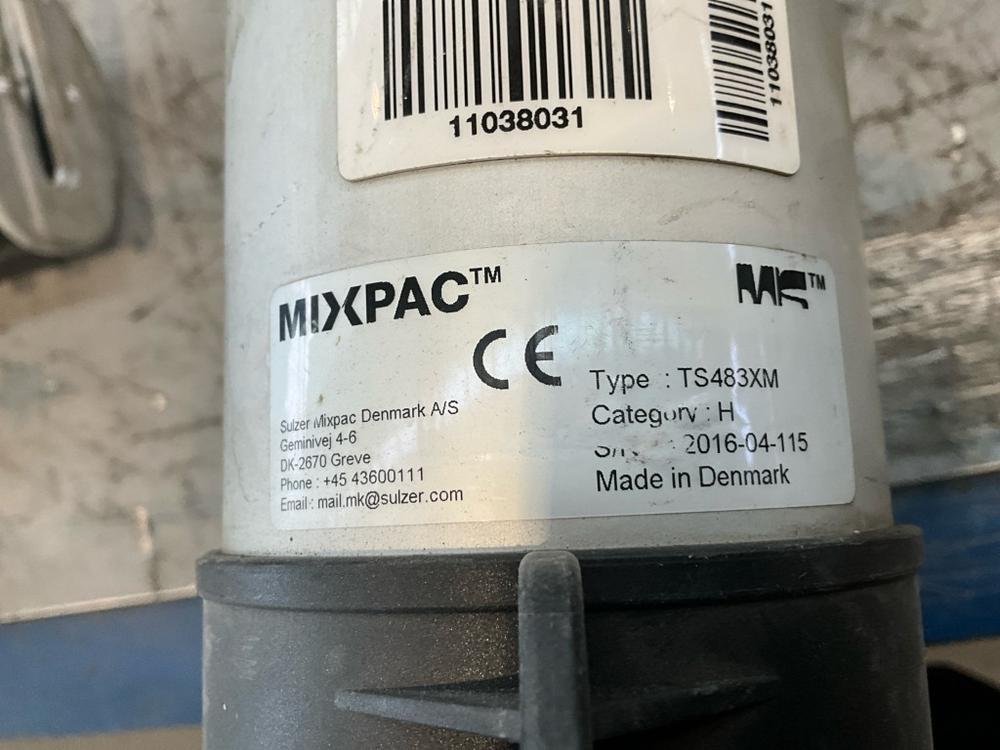 11038031
11038031
MIXPAC™
MK™
CE
Type : TS483XM
Category : H
2016-04-115
Made in Denmark
Sulzer Mixpac Denmark A/S
Geminivej 4-6
DK-2670 Greve
Phone : +45 43600111
Email : mail.mk@sulzer.com